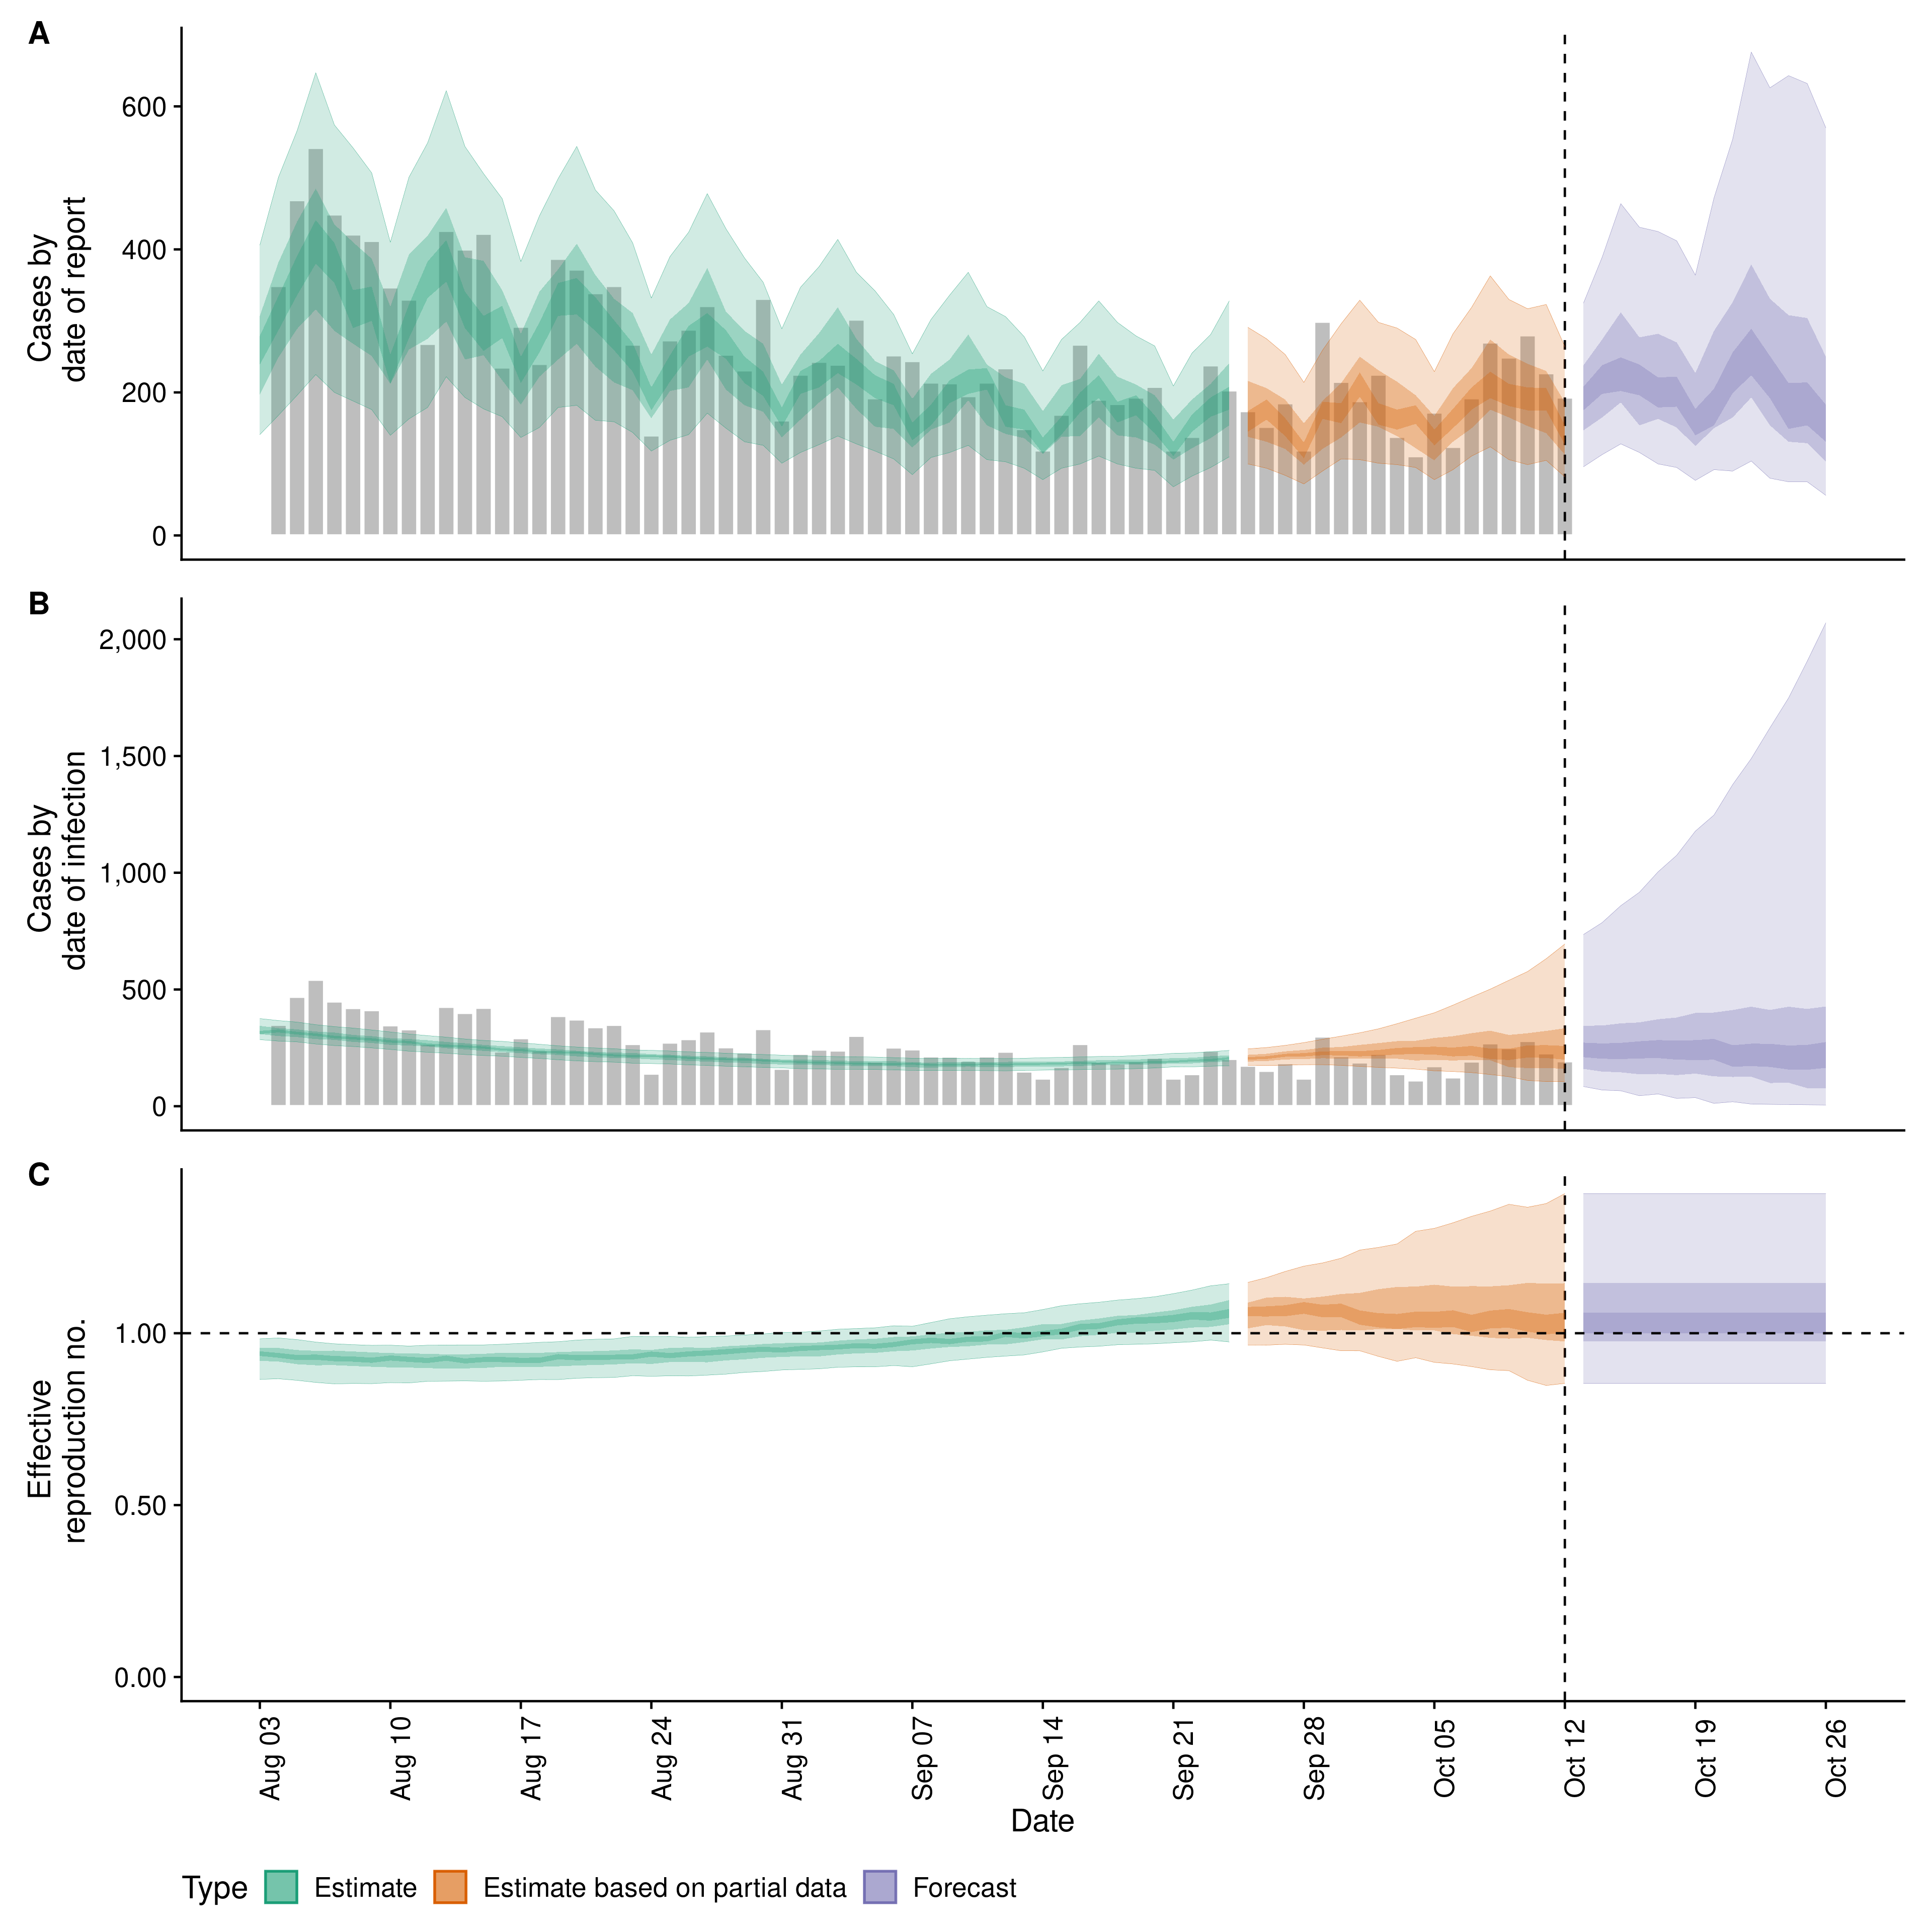 A
Cases by
date of report
600
400
200
0
B
Cases by
date of infection
2,000
1,500
1,000
500
0
C
Effective
reproduction no.
1.00
0.50
0.00
Aug 03
Aug 10
Aug 17
Aug 24
Aug 31
Sep 07
Sep 14
Sep 21
Sep 28
Oct 05
Oct 12
Oct 19
Oct 26
Date
Type Estimate Estimate based on partial data Forecast